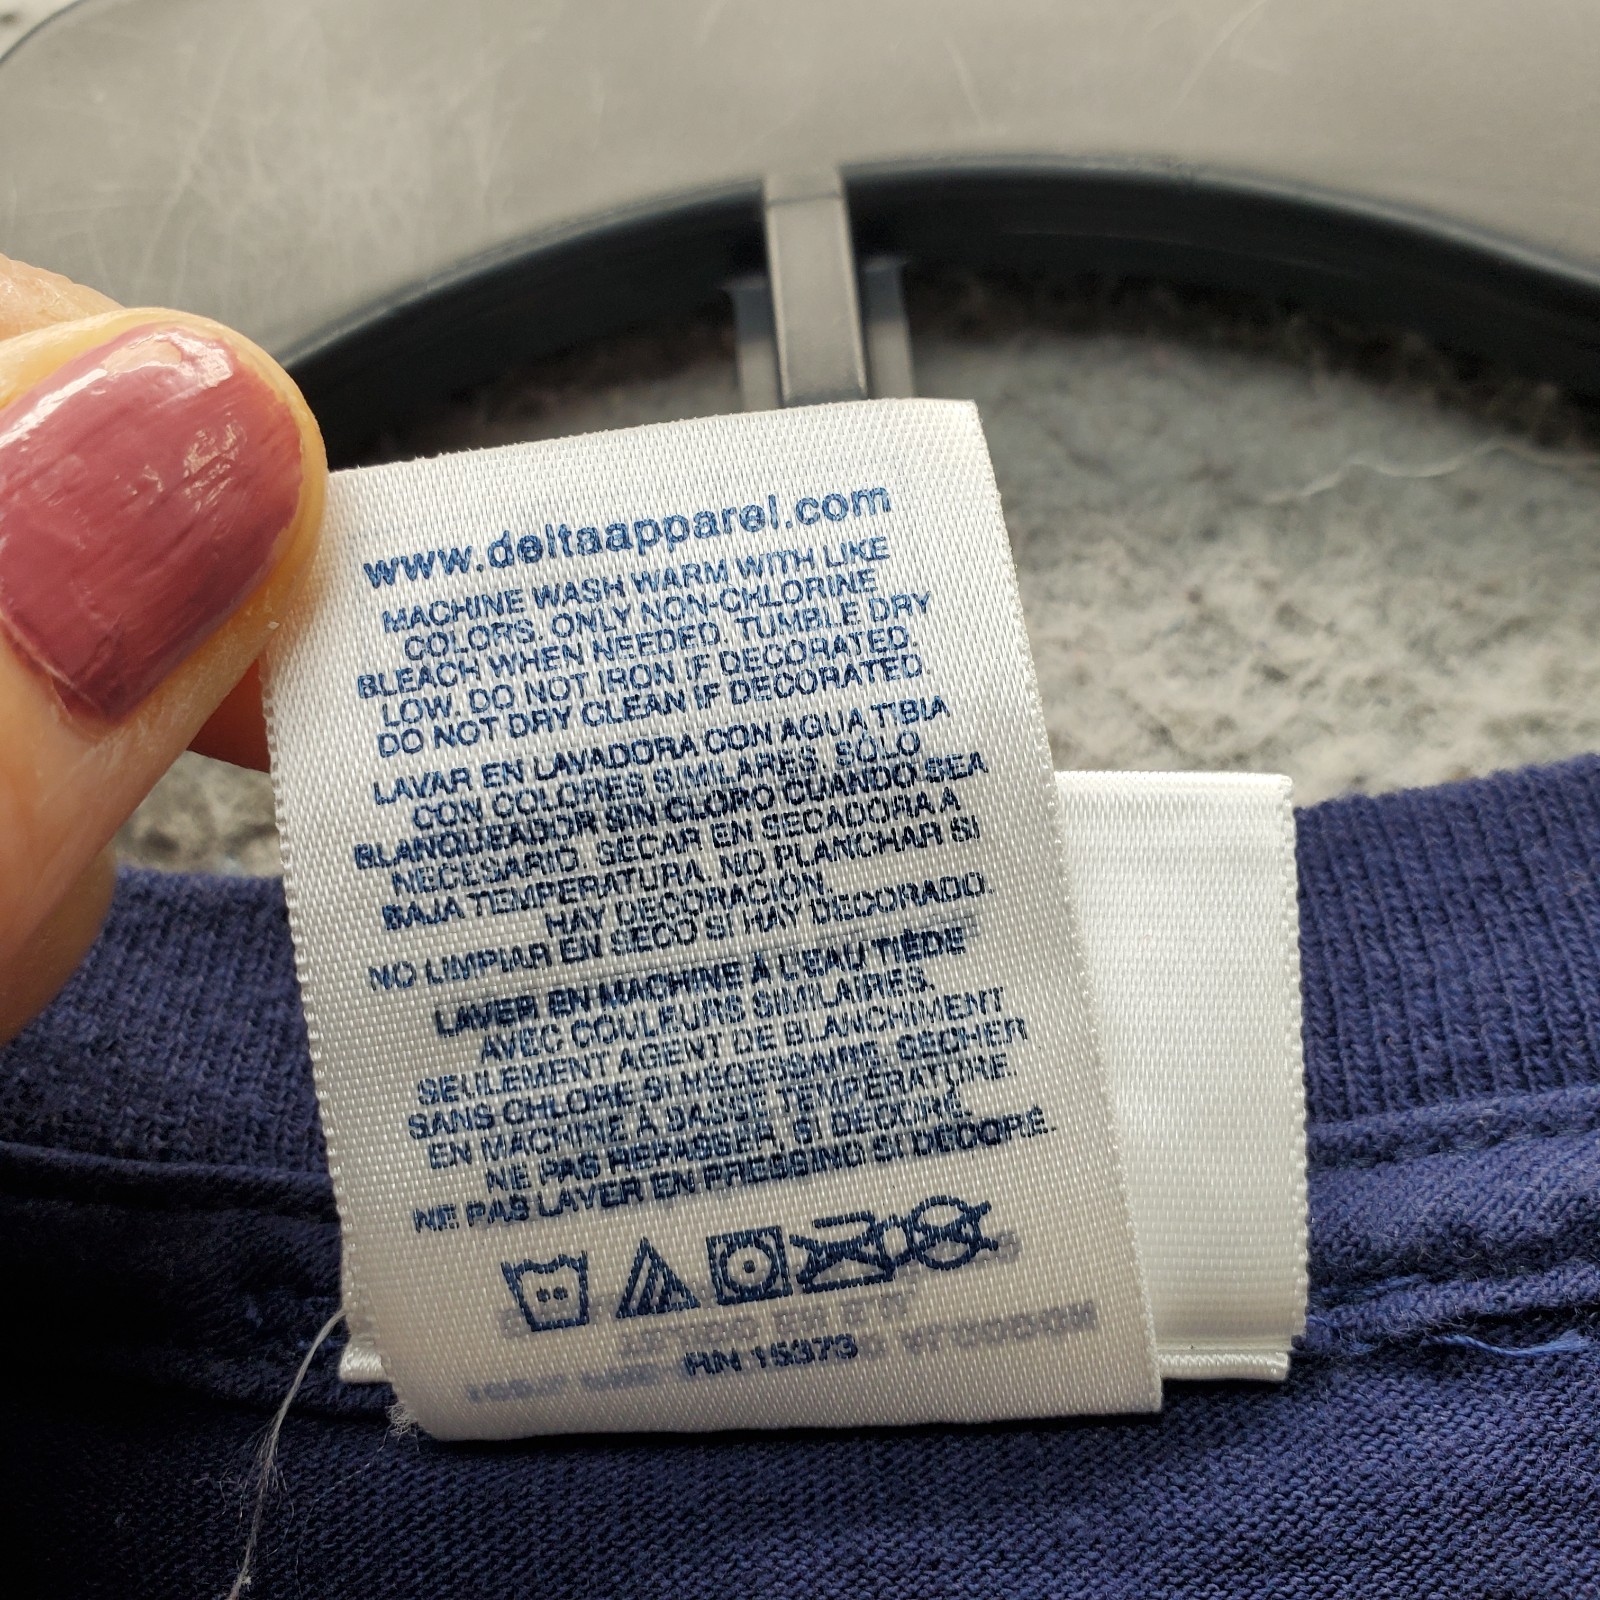 www.deltaapparel.com
MACHINE WASH WARM WITH LIKE
COLORS. ONLY NON-CHLORINE
BLEACH WHEN NEEDED. TUMBLE DRY
LOW. DO NOT IRON IF DECORATED.
DO NOT DRY CLEAN IF DECORATED.
LAVAR EN LAVADORA CON AGUA TIBIA
CON COLORES SIMILARES. SÓLO
BLANQUEADOR SIN CLORO CUANDO SEA
NECESARIO. SECAR EN SECADORA A
BAJA TEMPERATURA. NO PLANCHAR SI
HAY DECORACIÓN.
NO LIMPIAR EN SECO SI HAY DECORADO.
LAVER EN MACHINE À L'EAU TIÈDE
AVEC COULEURS SIMILAIRES.
SEULEMENT AGENT DE BLANCHIMENT
SANS CHLORE SI NÉCESSAIRE. SÉCHER
EN MACHINE À BASSE TEMPÉRATURE.
NE PAS REPASSER SI DÉCORÉ.
NE PAS LAVER EN PRESSING SI DÉCORÉ.
RN 15373